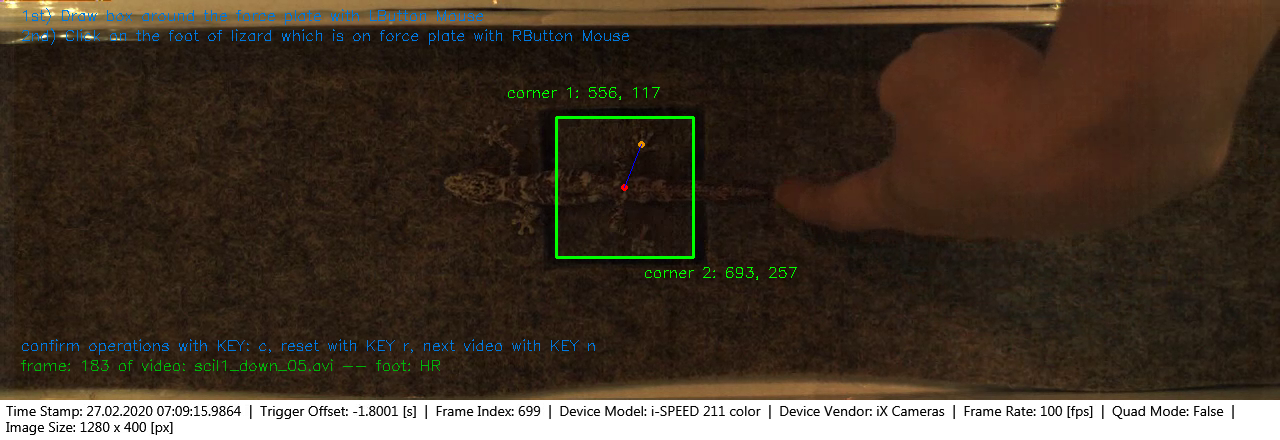 1st) Draw box around the force plate with LButton Mouse
2nd) Click on the foot of lizard which is on force plate with RButton Mouse
corner 1: 556, 117
corner 2: 693, 257
confirm operations with KEY: c, reset with KEY r, next video with KEY n
frame: 183 of video: scil1_down_05.avi -- foot: HR
Time Stamp: 27.02.2020 07:09:15.9864 | Trigger Offset: -1.8001 [s] | Frame Index: 699 | Device Model: i-SPEED 211 color | Device Vendor: iX Cameras | Frame Rate: 100 [fps] | Quad Mode: False |
Image Size: 1280 x 400 [px]